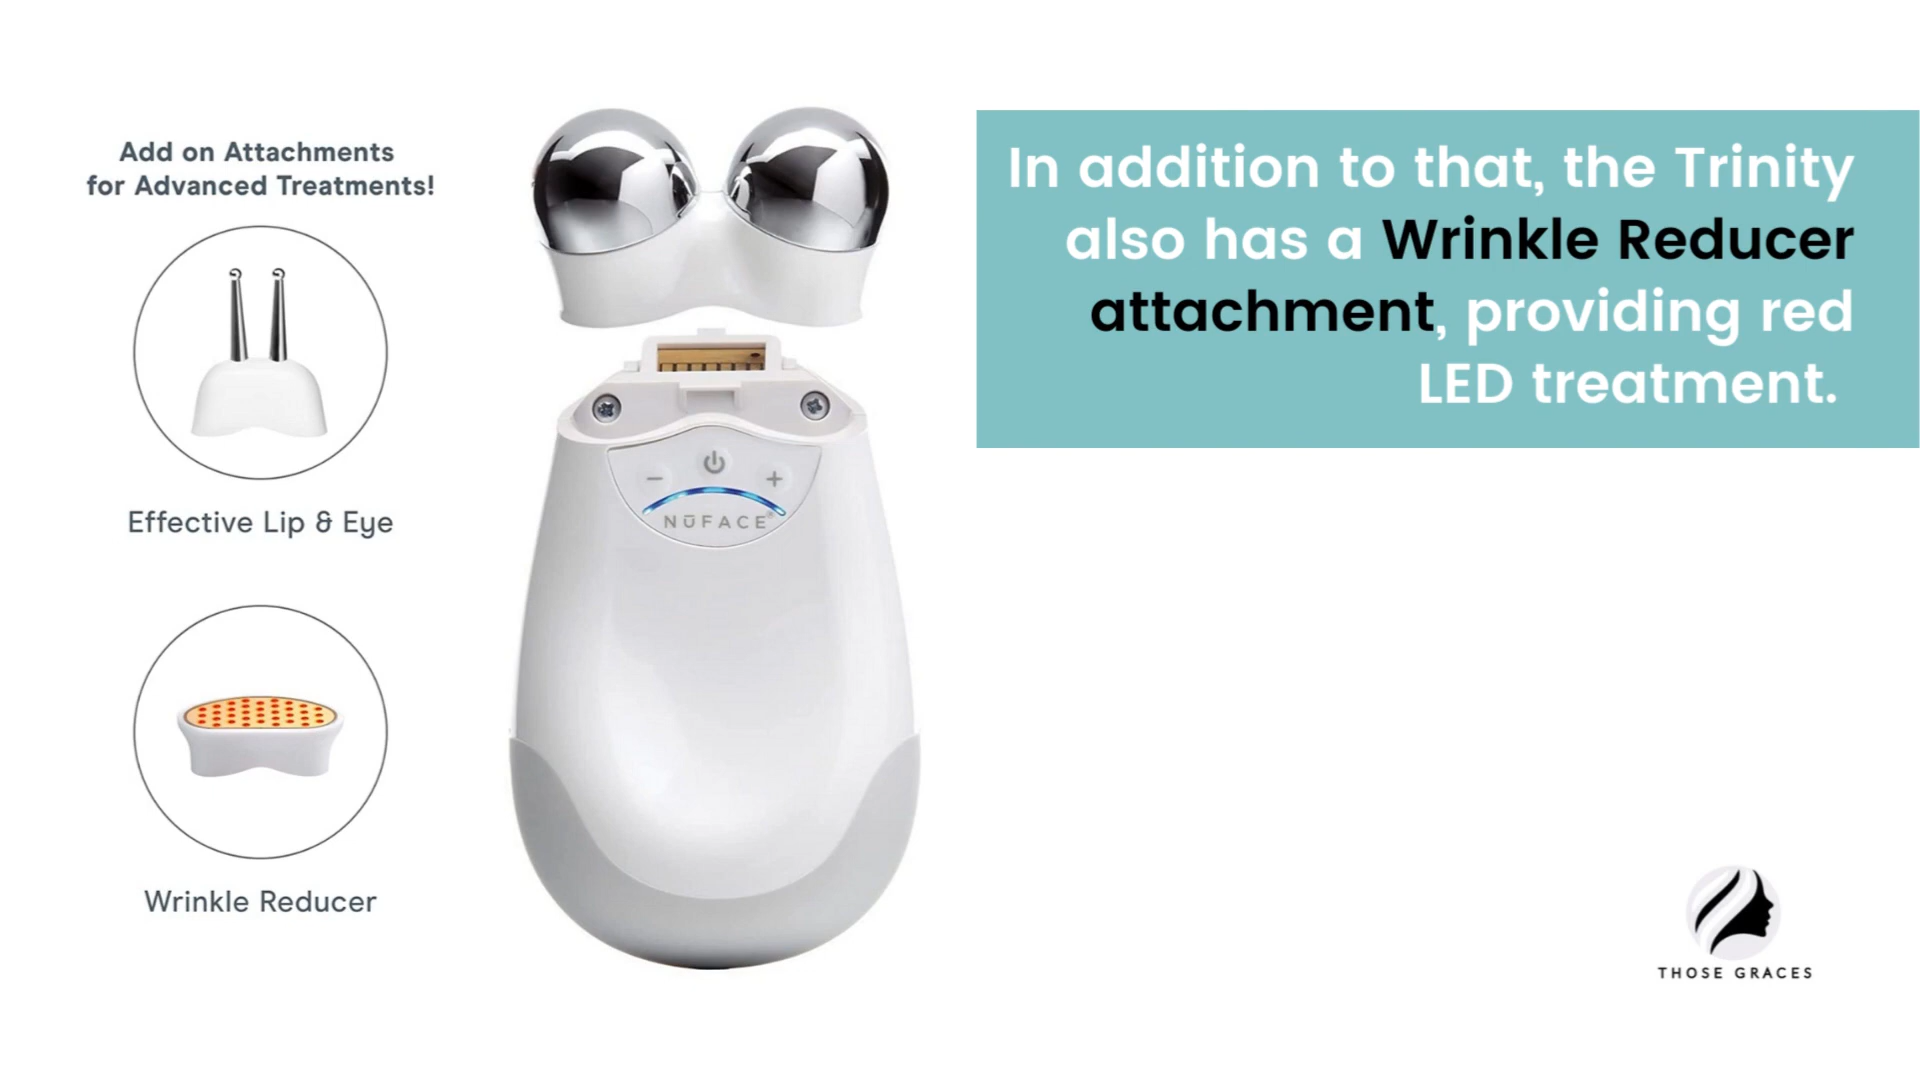 Add on Attachments
for Advanced Treatments!
Effective Lip & Eye
Wrinkle Reducer
NŪFACE®
In addition to that, the Trinity
also has a Wrinkle Reducer
attachment, providing red
LED treatment.
THOSE GRACES